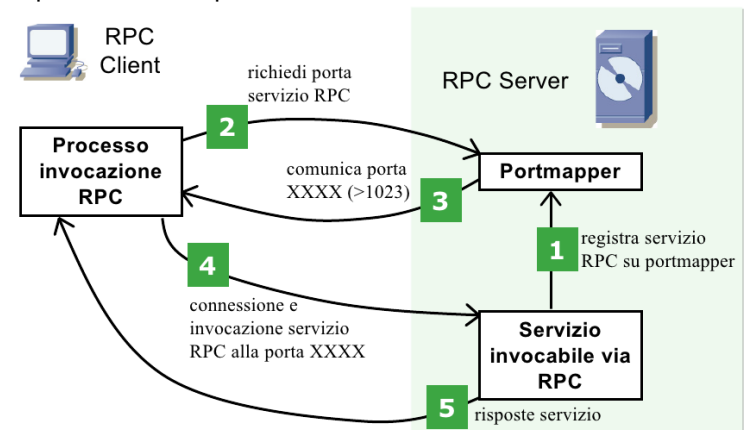 RPC
Client
RPC Server
richiedi porta
servizio RPC
2
Processo
invocazione
RPC
Portmapper
comunica porta
XXXX (>1023)
3
1
registra servizio
RPC su portmapper
4
connessione e
invocazione servizio
RPC alla porta XXXX
Servizio
invocabile via
RPC
5
risposte servizio